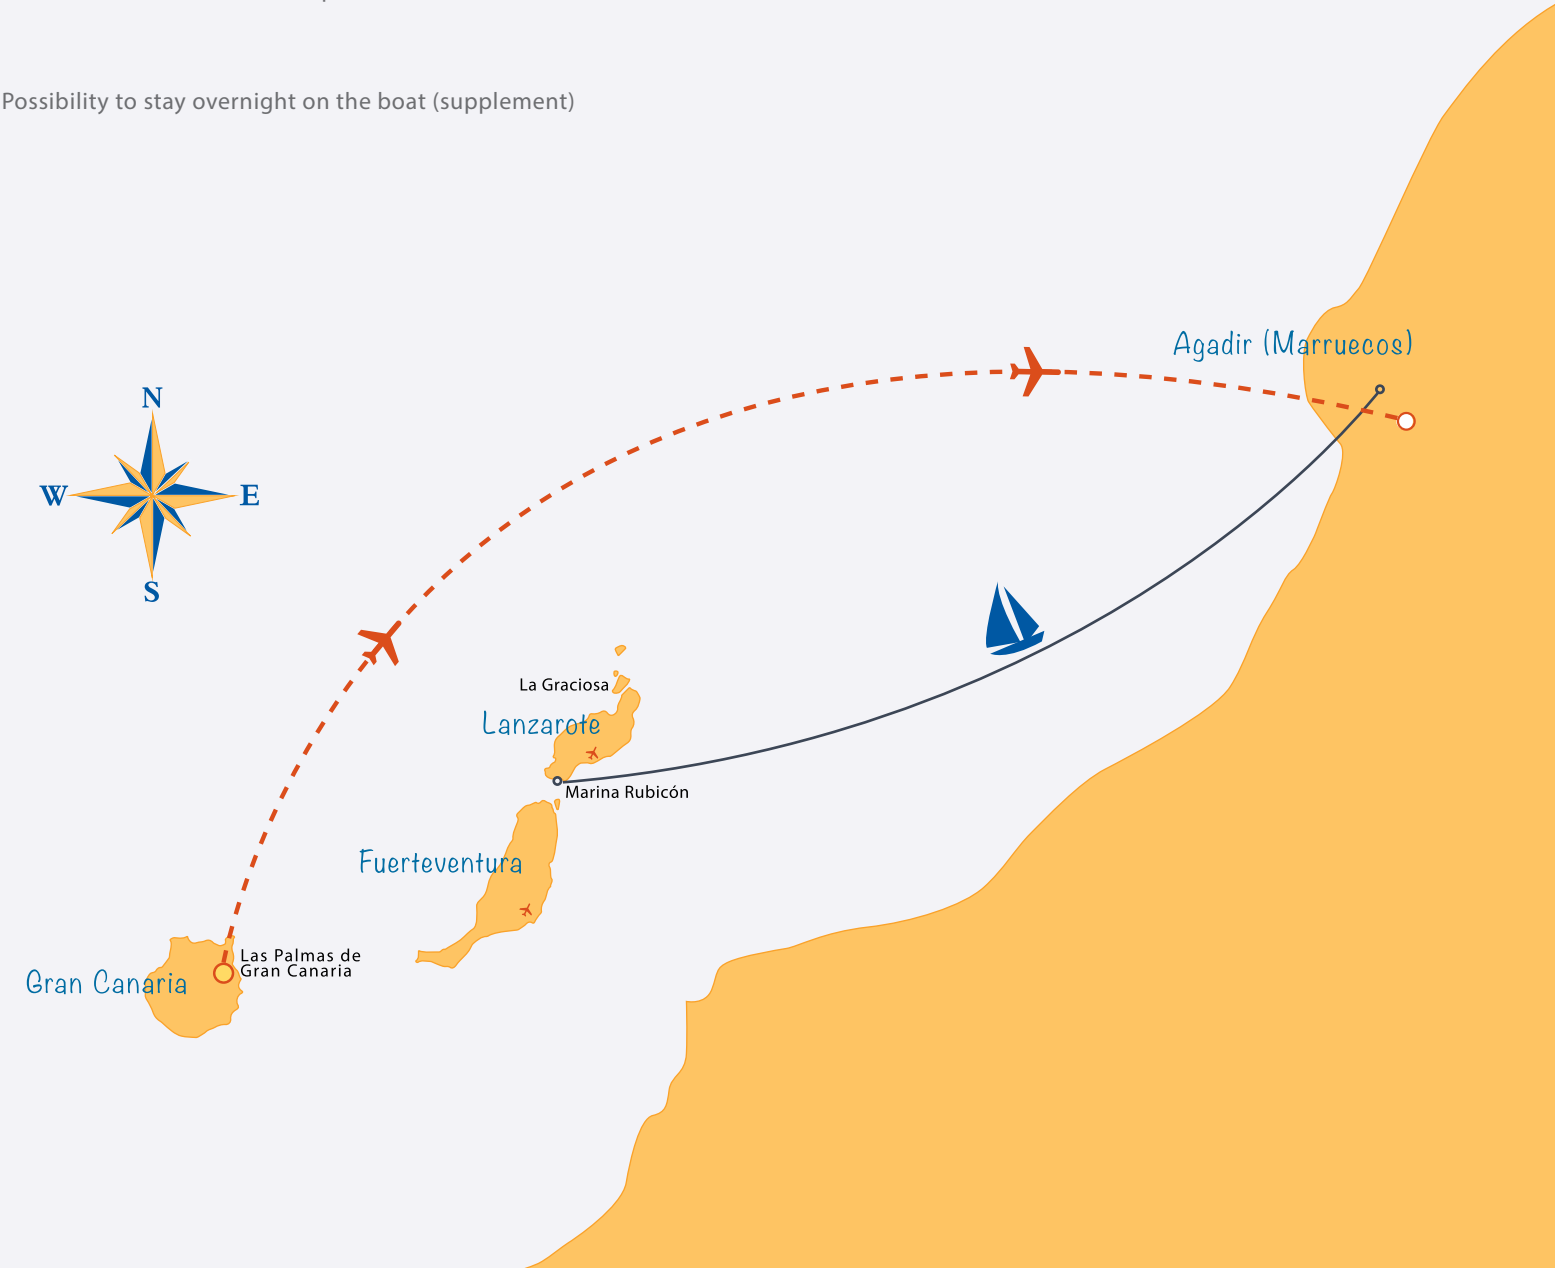 Possibility to stay overnight on the boat (supplement)
Agadir (Marruecos)
N
W
E
S
La Graciosa
Lanzarote
Marina Rubicón
Fuerteventura
Las Palmas de
Gran Canaria
Gran Canaria